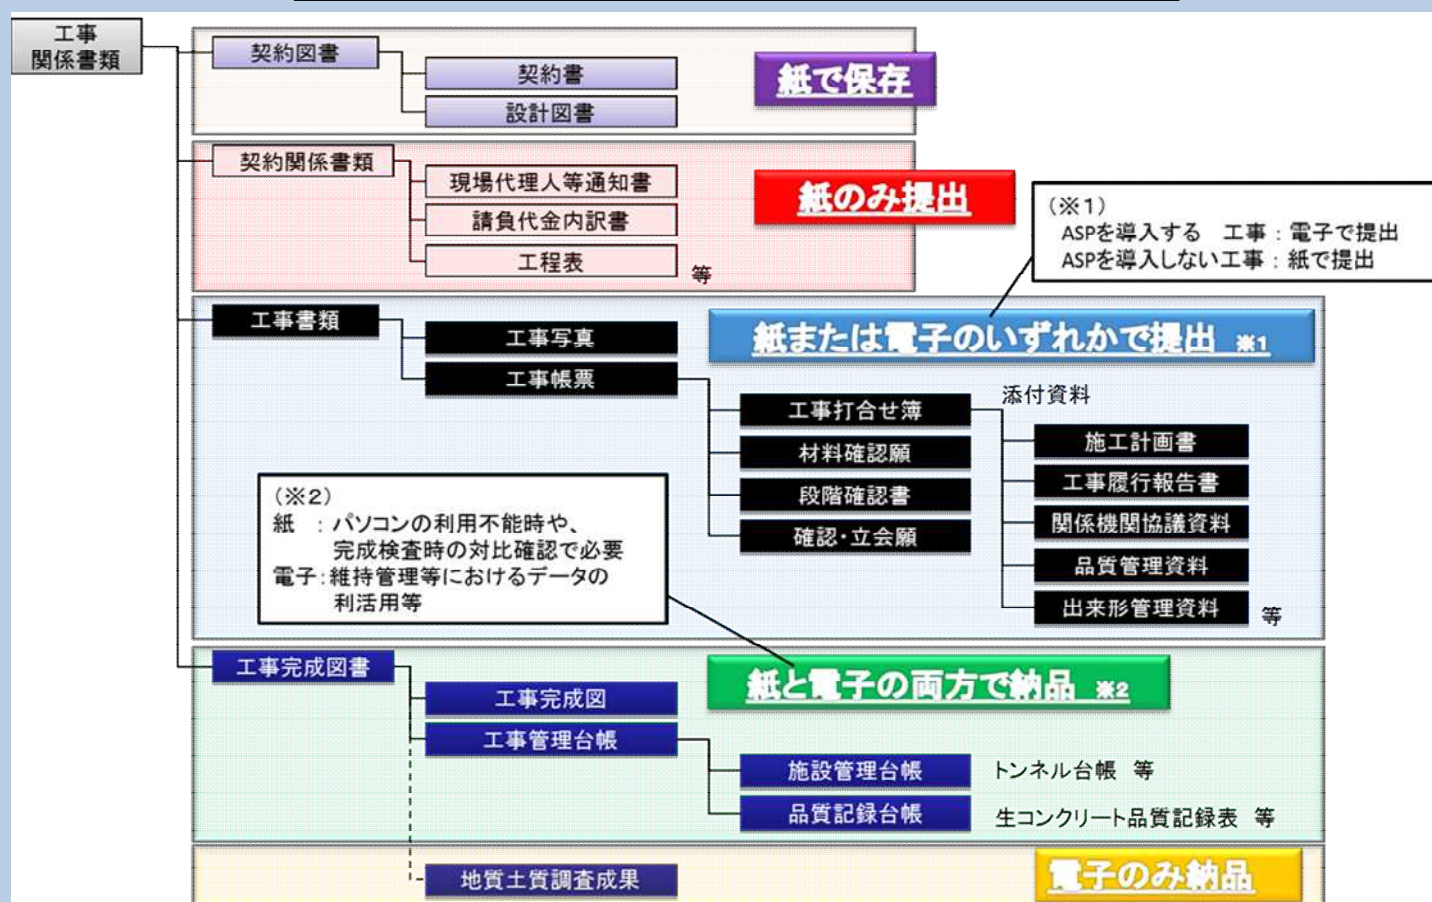 工事
関係書類
契約図書
契約書
設計図書
紙で保存
契約関係書類
現場代理人等通知書
請負代金内訳書
工程表
等
紙のみ提出
(※1)
ASPを導入する 工事：電子で提出
ASPを導入しない工事：紙で提出
工事書類
工事写真
工事帳票
紙または電子のいずれかで提出 ※1
工事打合せ簿
材料確認願
段階確認書
確認・立会願
添付資料
施工計画書
工事履行報告書
関係機関協議資料
品質管理資料
出来形管理資料
等
(※2)
紙 ：パソコンの利用不能時や、
完成検査時の対比確認で必要
電子：維持管理等におけるデータの
利活用等
工事完成図書
工事完成図
工事管理台帳
紙と電子の両方で納品 ※2
施設管理台帳
トンネル台帳 等
品質記録台帳
生コンクリート品質記録表 等
地質土質調査成果
電子のみ納品